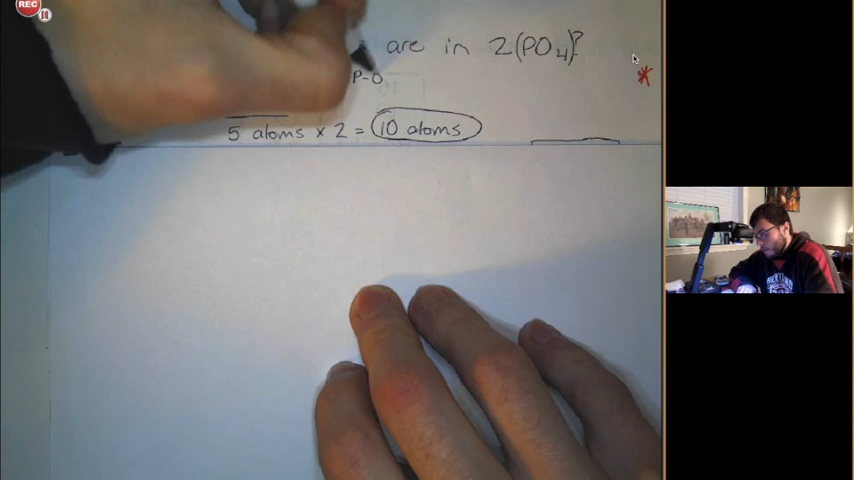 REC
are in 2(PO₄)?
P-O
5 atoms x 2 = 10 atoms
*